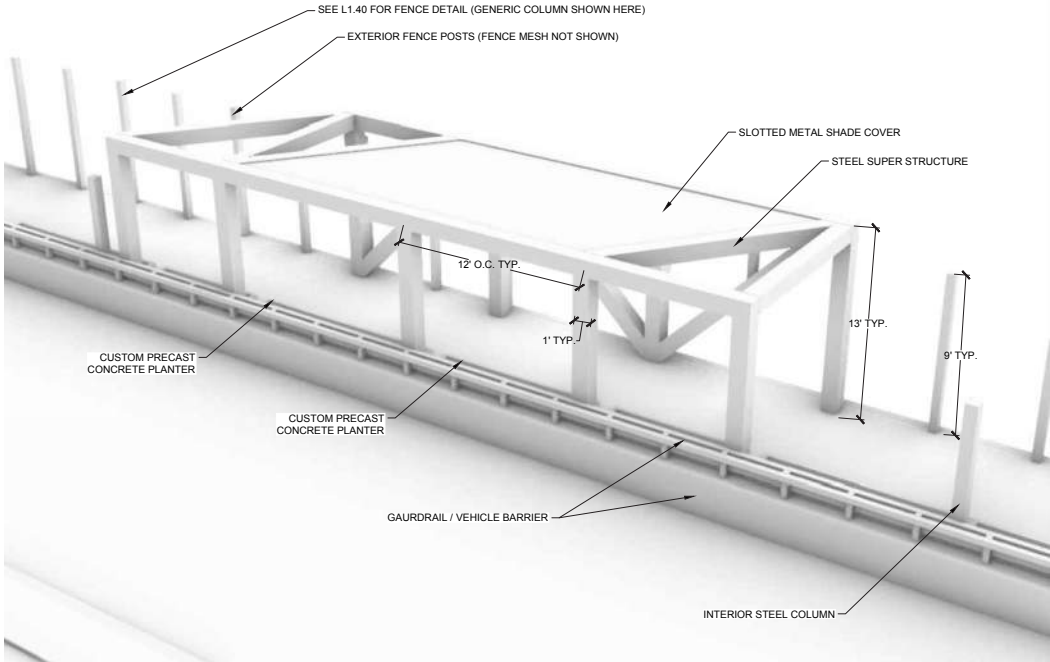 SEE L1.40 FOR FENCE DETAIL (GENERIC COLUMN SHOWN HERE)
EXTERIOR FENCE POSTS (FENCE MESH NOT SHOWN)
SLOTTED METAL SHADE COVER
STEEL SUPER STRUCTURE
12' O.C. TYP.
13' TYP.
1' TYP.
9' TYP.
CUSTOM PRECAST
CONCRETE PLANTER
CUSTOM PRECAST
CONCRETE PLANTER
GAURDRAIL / VEHICLE BARRIER
INTERIOR STEEL COLUMN